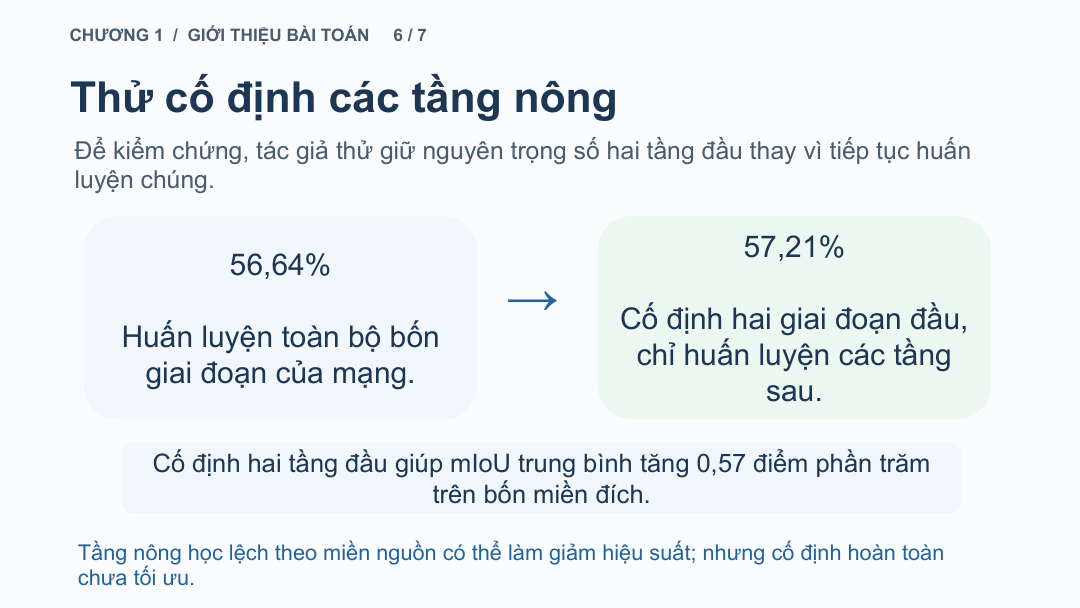 CHƯƠNG 1 / GIỚI THIỆU BÀI TOÁN 6 / 7
Thử cố định các tầng nông
Để kiểm chứng, tác giả thử giữ nguyên trọng số hai tầng đầu thay vì tiếp tục huấn
luyện chúng.
56,64%
Huấn luyện toàn bộ bốn
giai đoạn của mạng.
→
57,21%
Cố định hai giai đoạn đầu,
chỉ huấn luyện các tầng
sau.
Cố định hai tầng đầu giúp mIoU trung bình tăng 0,57 điểm phần trăm
trên bốn miền đích.
Tầng nông học lệch theo miền nguồn có thể làm giảm hiệu suất; nhưng cố định hoàn toàn
chưa tối ưu.